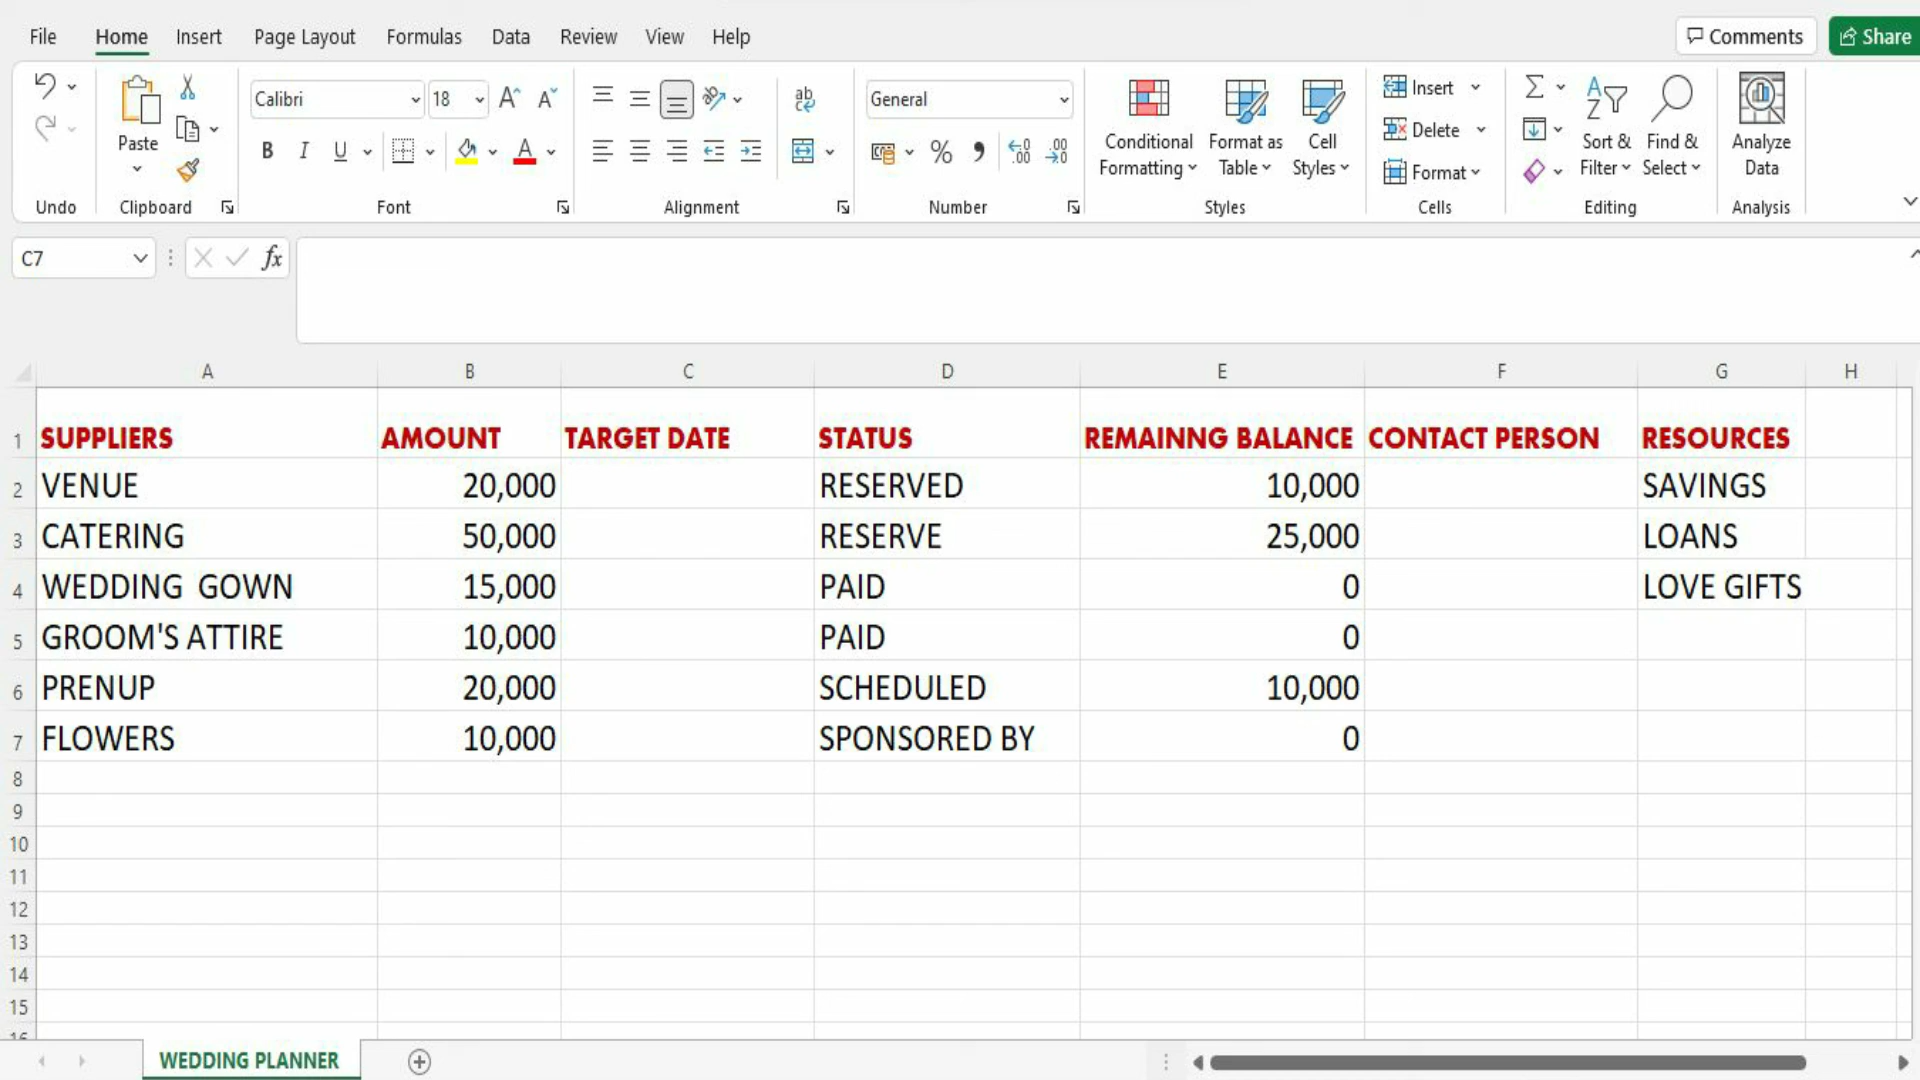 File Home Insert Page Layout Formulas Data Review View Help Comments Share
Calibri 18 General
Insert
Delete
Format
Paste
Conditional Formatting
Format as Table
Cell Styles
Sort & Filter
Find & Select
Analyze Data
Undo Clipboard Font Alignment Number Styles Cells Editing Analysis
C7 fx
A B C D E F G H
1 SUPPLIERS AMOUNT TARGET DATE STATUS REMAINNG BALANCE CONTACT PERSON RESOURCES
2 VENUE 20,000 RESERVED 10,000 SAVINGS
3 CATERING 50,000 RESERVE 25,000 LOANS
4 WEDDING GOWN 15,000 PAID 0 LOVE GIFTS
5 GROOM'S ATTIRE 10,000 PAID 0
6 PRENUP 20,000 SCHEDULED 10,000
7 FLOWERS 10,000 SPONSORED BY 0
8
9
10
11
12
13
14
15
16
WEDDING PLANNER